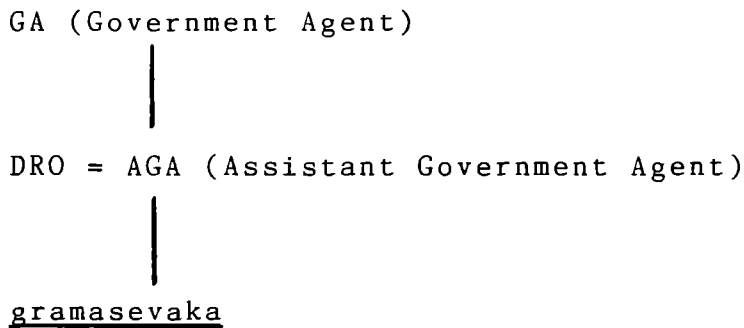 GA (Government Agent)
DRO = AGA (Assistant Government Agent)
gramasevaka